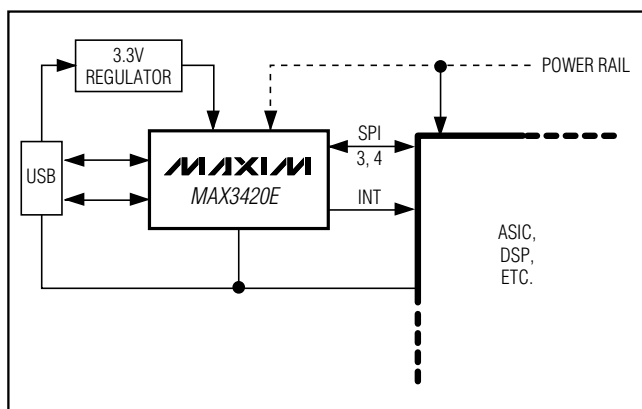 3.3V
REGULATOR
POWER RAIL
USB
MAXIM
MAX3420E
SPI
3, 4
INT
ASIC,
DSP,
ETC.